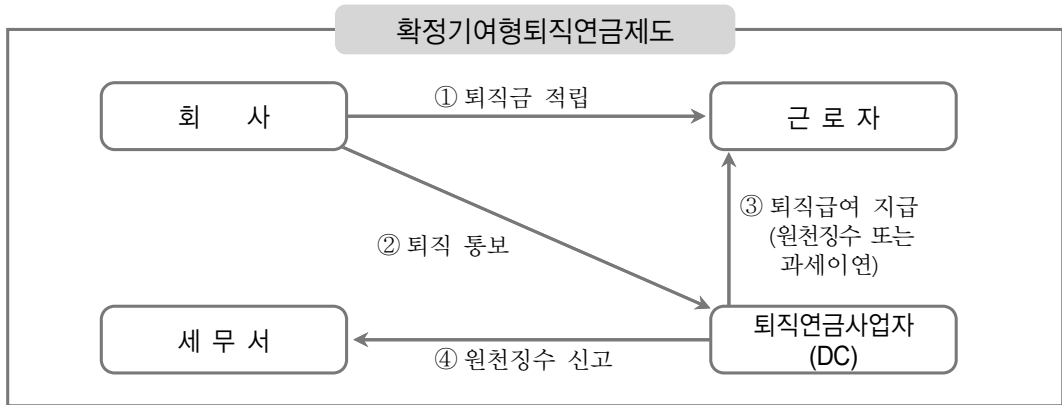 확정기여형퇴직연금제도
회 사
① 퇴직금 적립
근 로 자
② 퇴직 통보
③ 퇴직급여 지급
(원천징수 또는
과세이연)
세 무 서
④ 원천징수 신고
퇴직연금사업자
(DC)